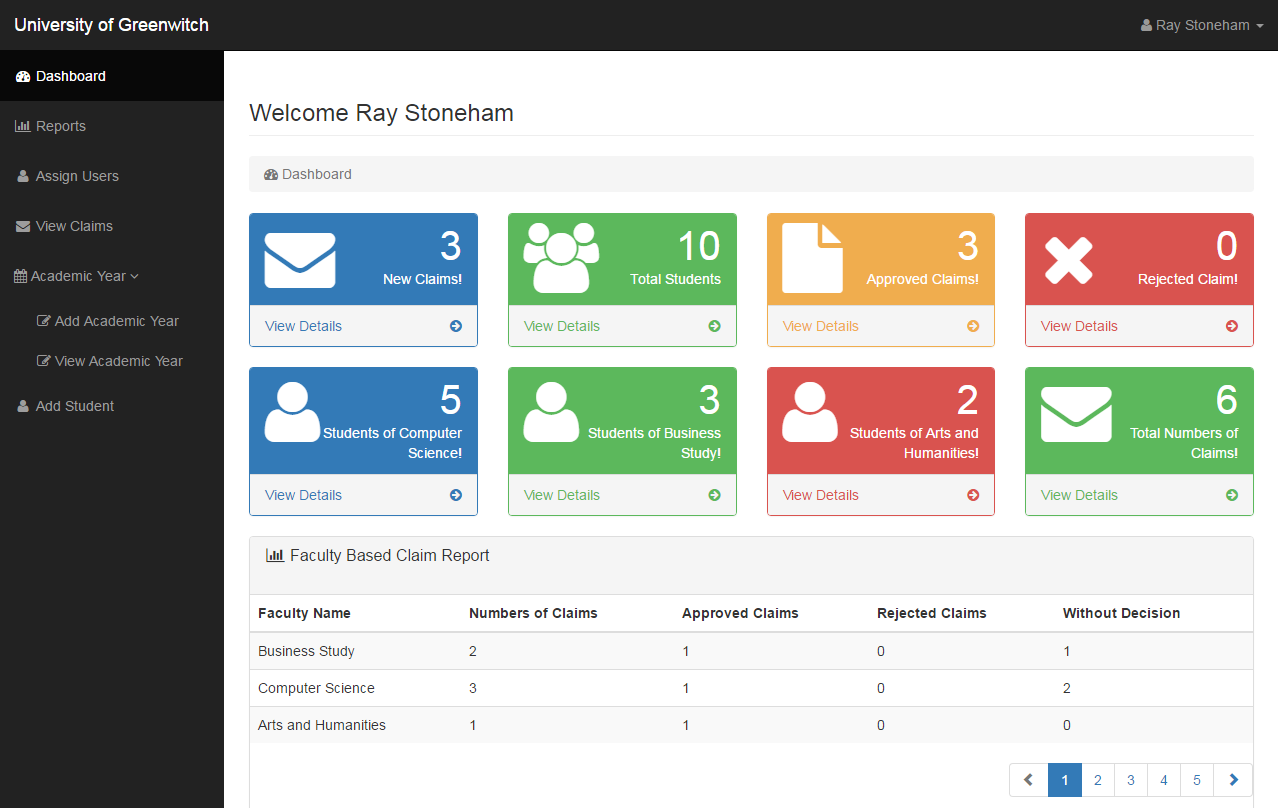 University of Greenwitch
Ray Stoneham
Dashboard
Reports
Assign Users
View Claims
Academic Year
Add Academic Year
View Academic Year
Add Student
Welcome Ray Stoneham
Dashboard
3
New Claims!
View Details
10
Total Students
View Details
3
Approved Claims!
View Details
0
Rejected Claim!
View Details
5
Students of Computer
Science!
View Details
3
Students of Business
Study!
View Details
2
Students of Arts and
Humanities!
View Details
6
Total Numbers of
Claims!
View Details
Faculty Based Claim Report
Faculty Name Numbers of Claims Approved Claims Rejected Claims Without Decision
Business Study 2 1 0 1
Computer Science 3 1 0 2
Arts and Humanities 1 1 0 0
1 2 3 4 5